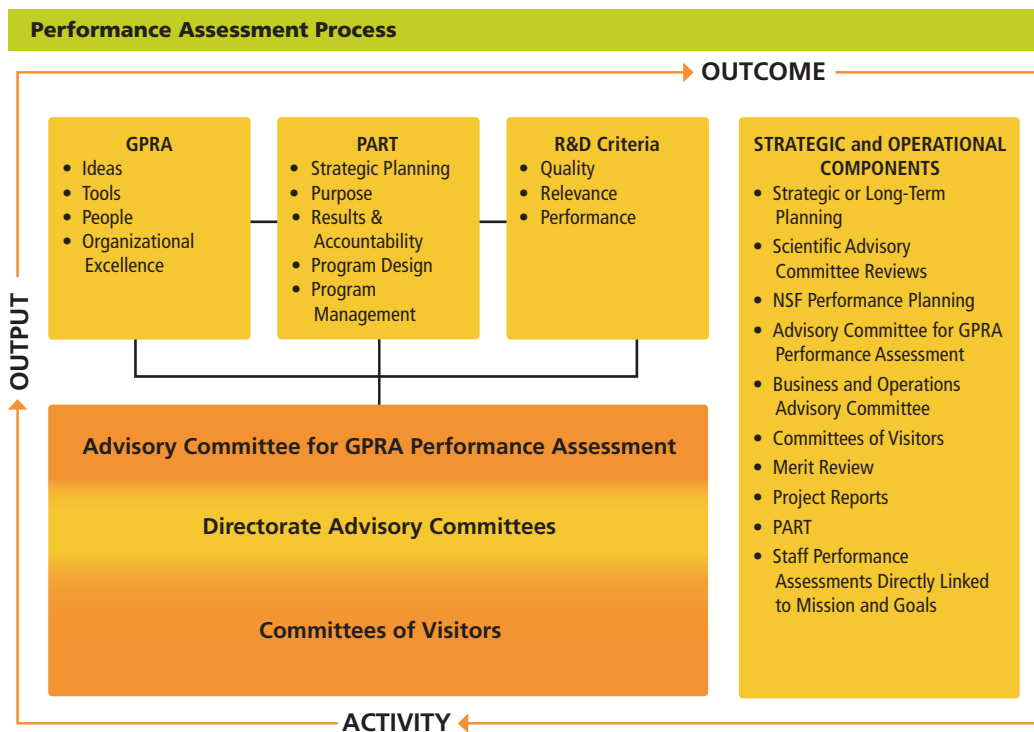 Performance Assessment Process
OUTCOME
GPRA
• Ideas
• Tools
• People
• Organizational
Excellence
PART
• Strategic Planning
• Purpose
• Results &
Accountability
• Program Design
• Program
Management
R&D Criteria
• Quality
• Relevance
• Performance
STRATEGIC and OPERATIONAL
COMPONENTS
• Strategic or Long-Term
Planning
• Scientific Advisory
Committee Reviews
• NSF Performance Planning
• Advisory Committee for GPRA
Performance Assessment
• Business and Operations
Advisory Committee
• Committees of Visitors
• Merit Review
• Project Reports
• PART
• Staff Performance
Assessments Directly Linked
to Mission and Goals
OUTPUT
Advisory Committee for GPRA Performance Assessment
Directorate Advisory Committees
Committees of Visitors
ACTIVITY